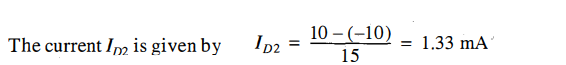 The current I_D2 is given by I_D2 = 10 – (–10) / 15 = 1.33 mA